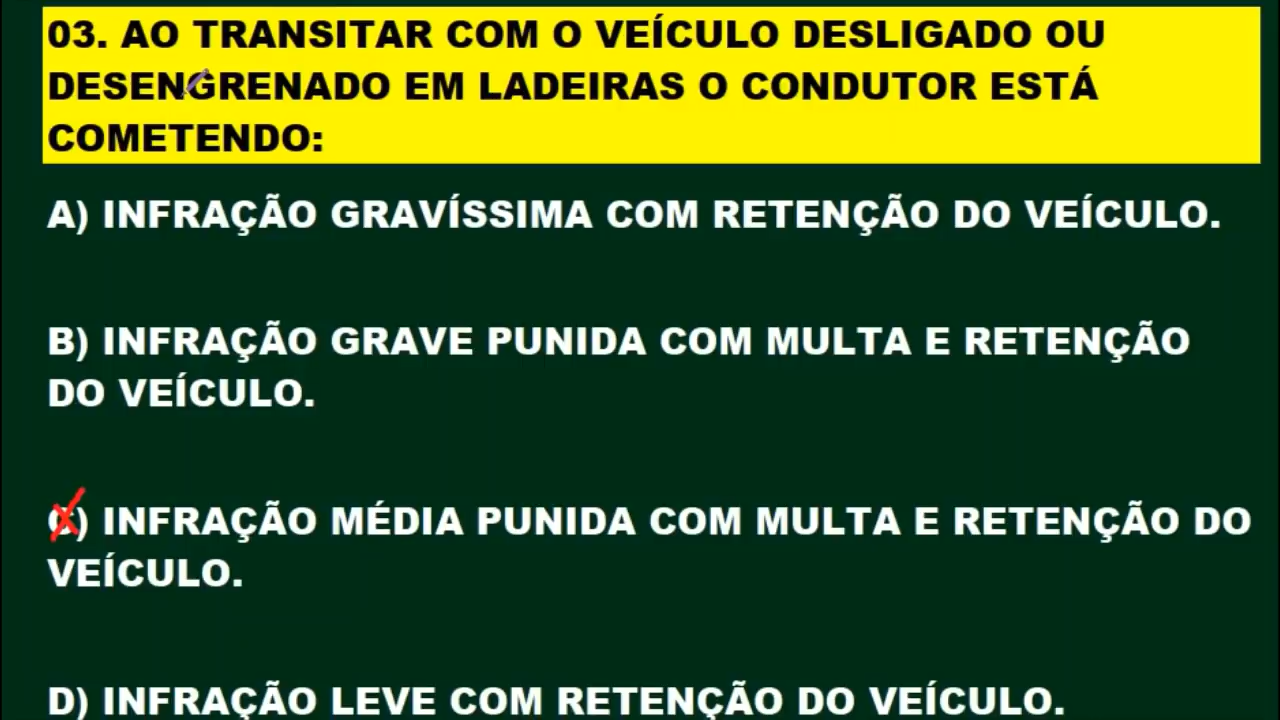 03. AO TRANSITAR COM O VEÍCULO DESLIGADO OU
DESENGRENADO EM LADEIRAS O CONDUTOR ESTÁ
COMETENDO:
A) INFRAÇÃO GRAVÍSSIMA COM RETENÇÃO DO VEÍCULO.
B) INFRAÇÃO GRAVE PUNIDA COM MULTA E RETENÇÃO
DO VEÍCULO.
C) INFRAÇÃO MÉDIA PUNIDA COM MULTA E RETENÇÃO DO
VEÍCULO.
D) INFRAÇÃO LEVE COM RETENÇÃO DO VEÍCULO.